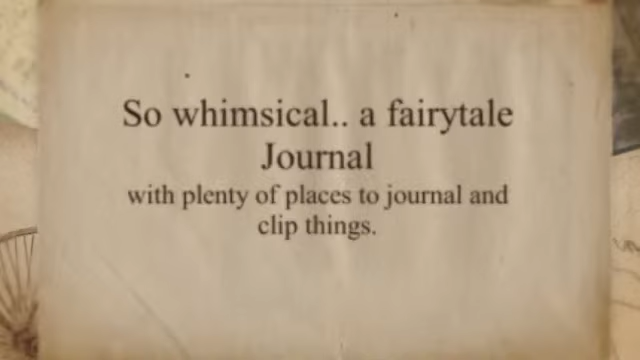 So whimsical.. a fairytale
Journal
with plenty of places to journal and
clip things.